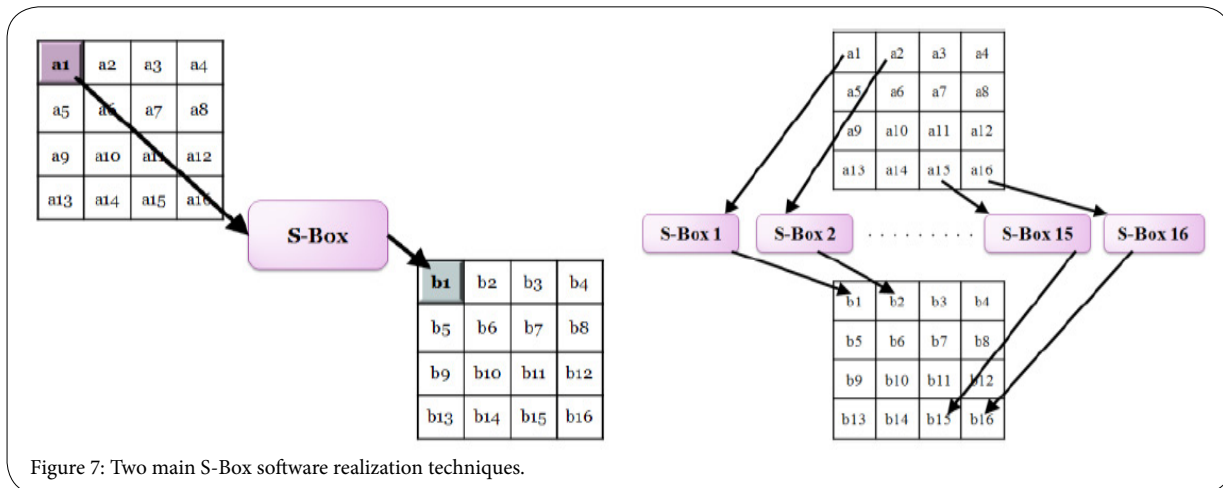 a1 a2 a3 a4
a5 a6 a7 a8
a9 a10 a11 a12
a13 a14 a15 a16
S-Box
b1 b2 b3 b4
b5 b6 b7 b8
b9 b10 b11 b12
b13 b14 b15 b16
a1 a2 a3 a4
a5 a6 a7 a8
a9 a10 a11 a12
a13 a14 a15 a16
S-Box 1 S-Box 2 . . . . . . . . . . S-Box 15 S-Box 16
b1 b2 b3 b4
b5 b6 b7 b8
b9 b10 b11 b12
b13 b14 b15 b16
Figure 7: Two main S-Box software realization techniques.